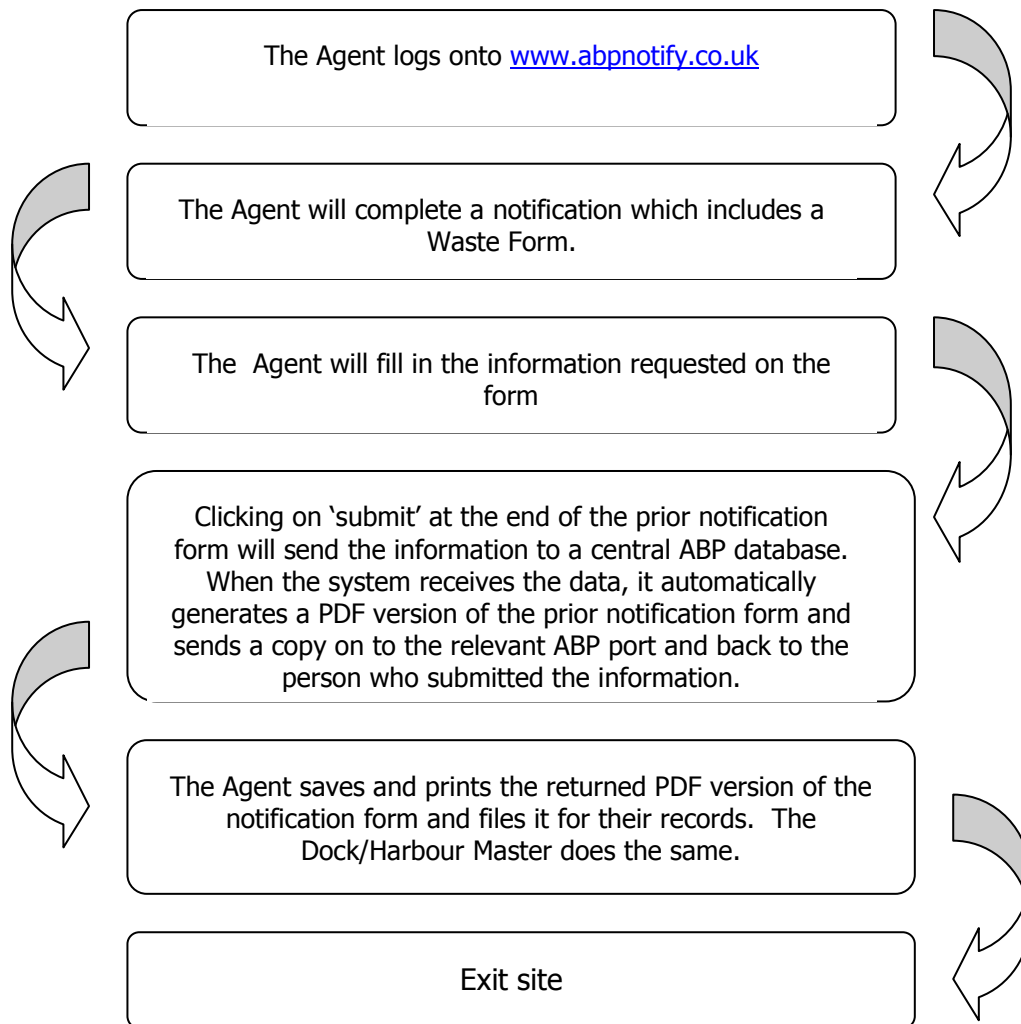 The Agent logs onto www.abpnotify.co.uk
The Agent will complete a notification which includes a
Waste Form.
The  Agent will fill in the information requested on the
form
Clicking on ‘submit’ at the end of the prior notification
form will send the information to a central ABP database.
When the system receives the data, it automatically
generates a PDF version of the prior notification form and
sends a copy on to the relevant ABP port and back to the
person who submitted the information.
The Agent saves and prints the returned PDF version of the
notification form and files it for their records.  The
Dock/Harbour Master does the same.
Exit site